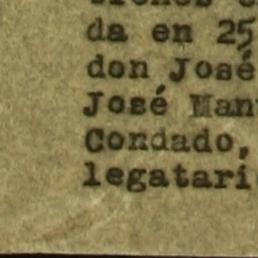 da en 25
don José
José Man
Condado,
legatari